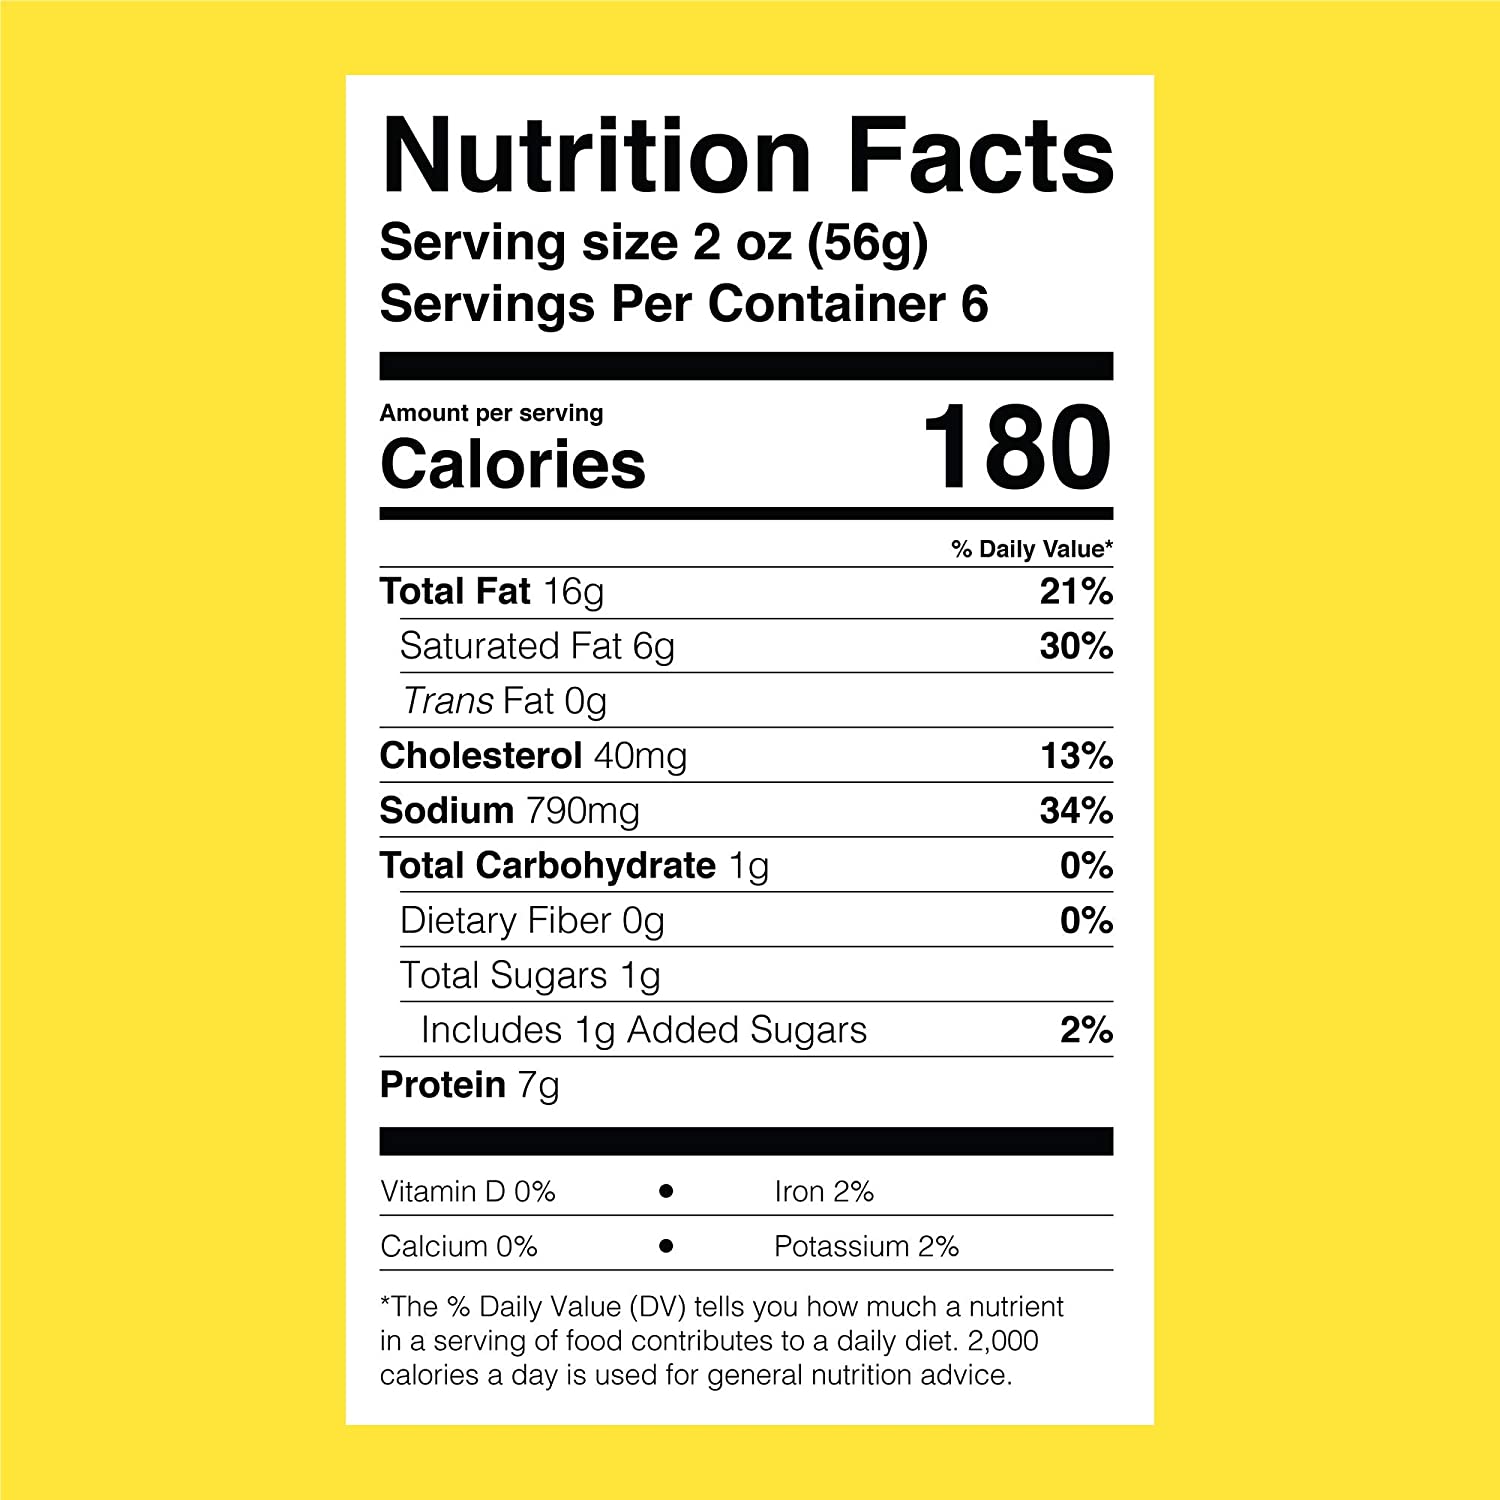 Nutrition Facts
Serving size 2 oz (56g)
Servings Per Container 6
Amount per serving
Calories 180
% Daily Value*
Total Fat 16g 21%
Saturated Fat 6g 30%
Trans Fat 0g
Cholesterol 40mg 13%
Sodium 790mg 34%
Total Carbohydrate 1g 0%
Dietary Fiber 0g 0%
Total Sugars 1g
Includes 1g Added Sugars 2%
Protein 7g
Vitamin D 0% ● Iron 2%
Calcium 0% ● Potassium 2%
*The % Daily Value (DV) tells you how much a nutrient
in a serving of food contributes to a daily diet. 2,000
calories a day is used for general nutrition advice.